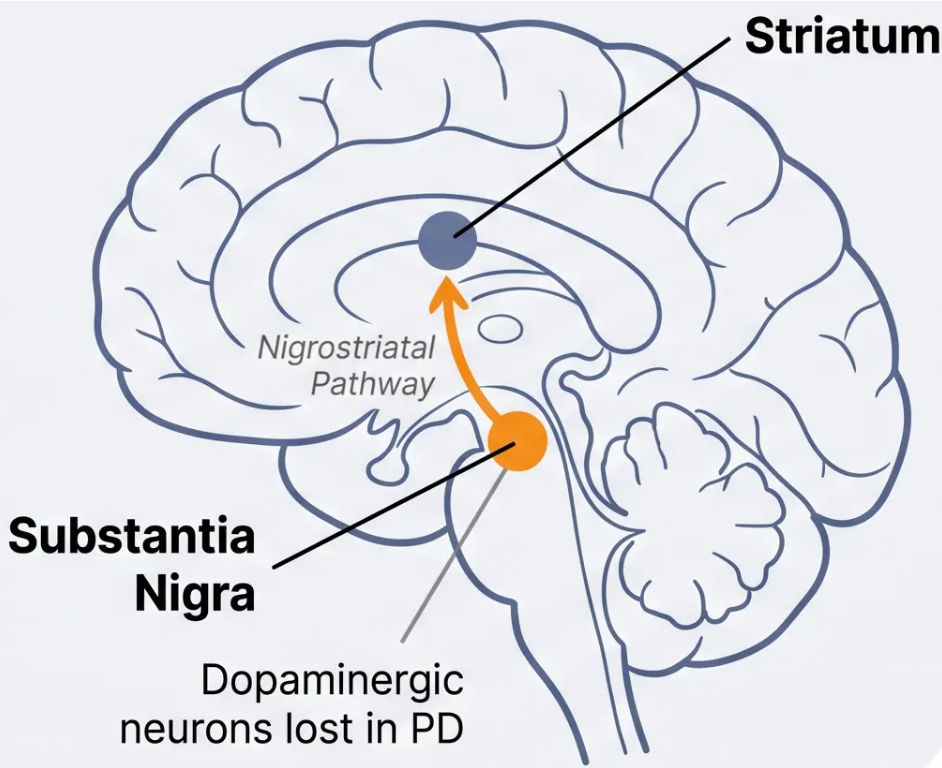 Striatum
Nigrostriatal
Pathway
Substantia
Nigra
Dopaminergic
neurons lost in PD